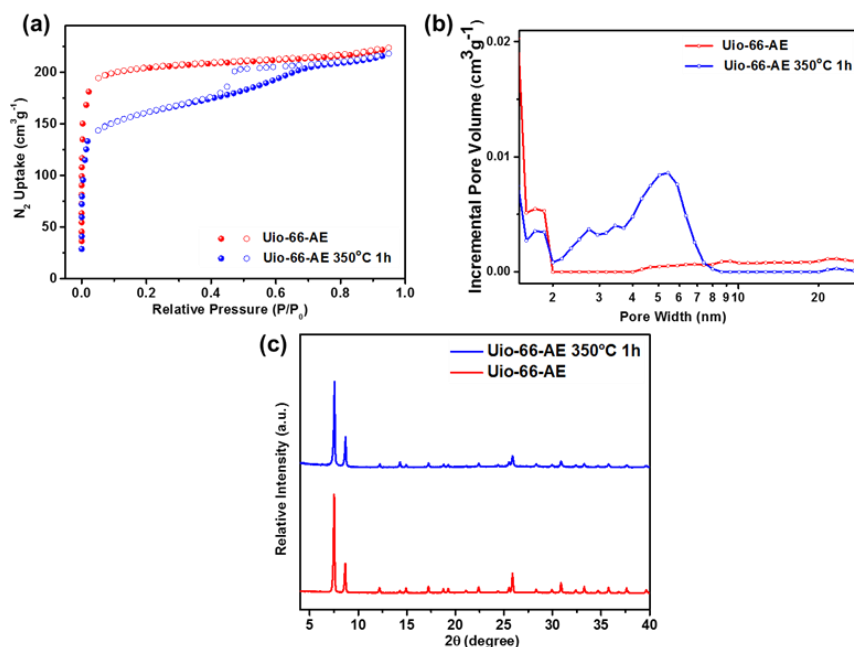 (a)
250
200
150
100
50
0
N₂ Uptake (cm³g⁻¹)
Uio-66-AE
Uio-66-AE 350°C 1h
0.0 0.2 0.4 0.6 0.8 1.0
Relative Pressure (P/P₀)
(b)
0.02
0.01
0.00
Incremental Pore Volume (cm³g⁻¹)
Uio-66-AE
Uio-66-AE 350°C 1h
2 3 4 5 6 7 8 9 10 20
Pore Width (nm)
(c)
Uio-66-AE 350°C 1h
Uio-66-AE
Relative Intensity (a.u.)
5 10 15 20 25 30 35 40
2θ (degree)